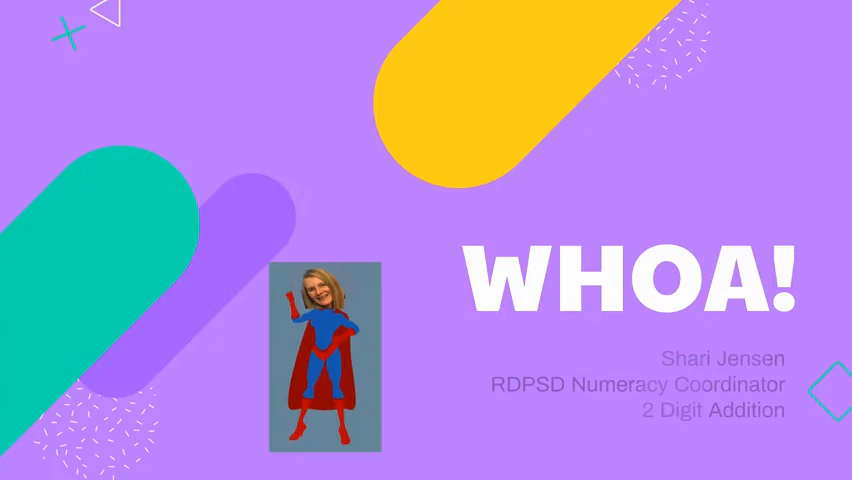 WHOA!
Shari Jensen
RDPSD Numeracy Coordinator
2 Digit Addition